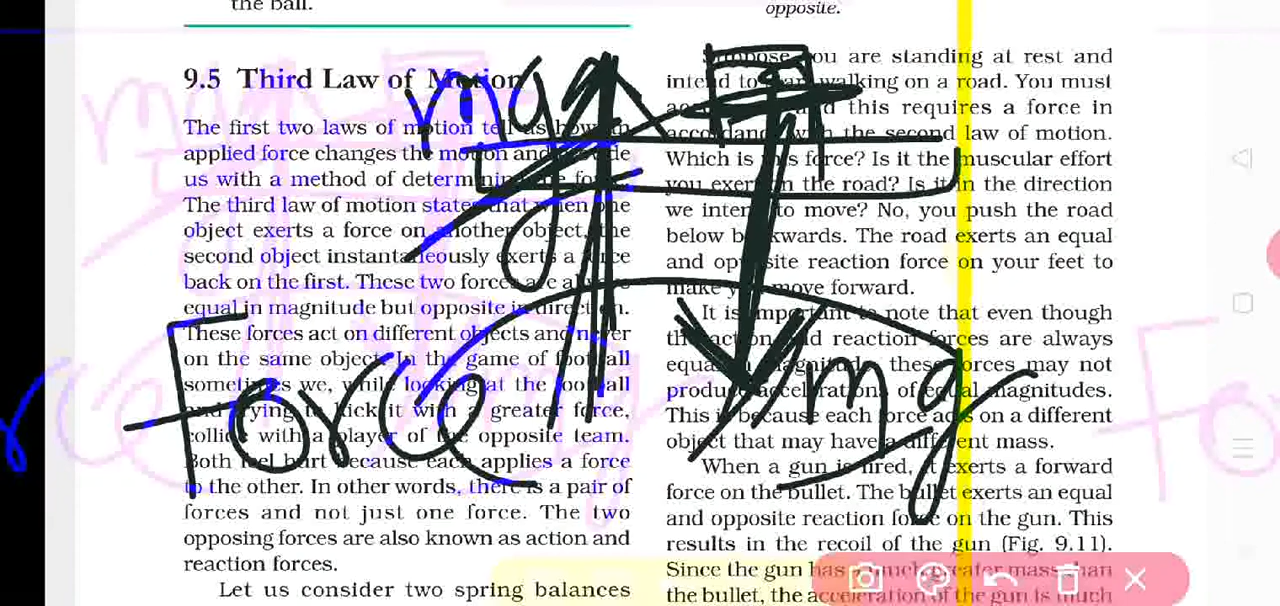 the ball.
9.5 Third Law of Motion
The first two laws of motion tell us how an
applied force changes the motion and provide
us with a method of determining the force.
The third law of motion states that when one
object exerts a force on another object, the
second object instantaneously exerts a force
back on the first. These two forces are always
equal in magnitude but opposite in direction.
These forces act on different objects and never
on the same object. In the game of football
sometimes we, while looking at the football
and trying to kick it with a greater force,
collide with a player of the opposite team.
Both feel hurt because each applies a force
to the other. In other words, there is a pair of
forces and not just one force. The two
opposing forces are also known as action and
reaction forces.
Let us consider two spring balances
opposite.
Suppose you are standing at rest and
intend to start walking on a road. You must
and this requires a force in
accordance with the second law of motion.
Which is this force? Is it the muscular effort
you exert on the road? Is it in the direction
we intend to move? No, you push the road
below backwards. The road exerts an equal
and opposite reaction force on your feet to
make you move forward.
It is important to note that even though
the action and reaction forces are always
equal in magnitude, these forces may not
produce accelerations of equal magnitudes.
This is because each force acts on a different
object that may have a different mass.
When a gun is fired, it exerts a forward
force on the bullet. The bullet exerts an equal
and opposite reaction force on the gun. This
results in the recoil of the gun (Fig. 9.11).
Since the gun has a much greater mass than
the bullet, the acceleration of the gun is much
mg
Force
mg